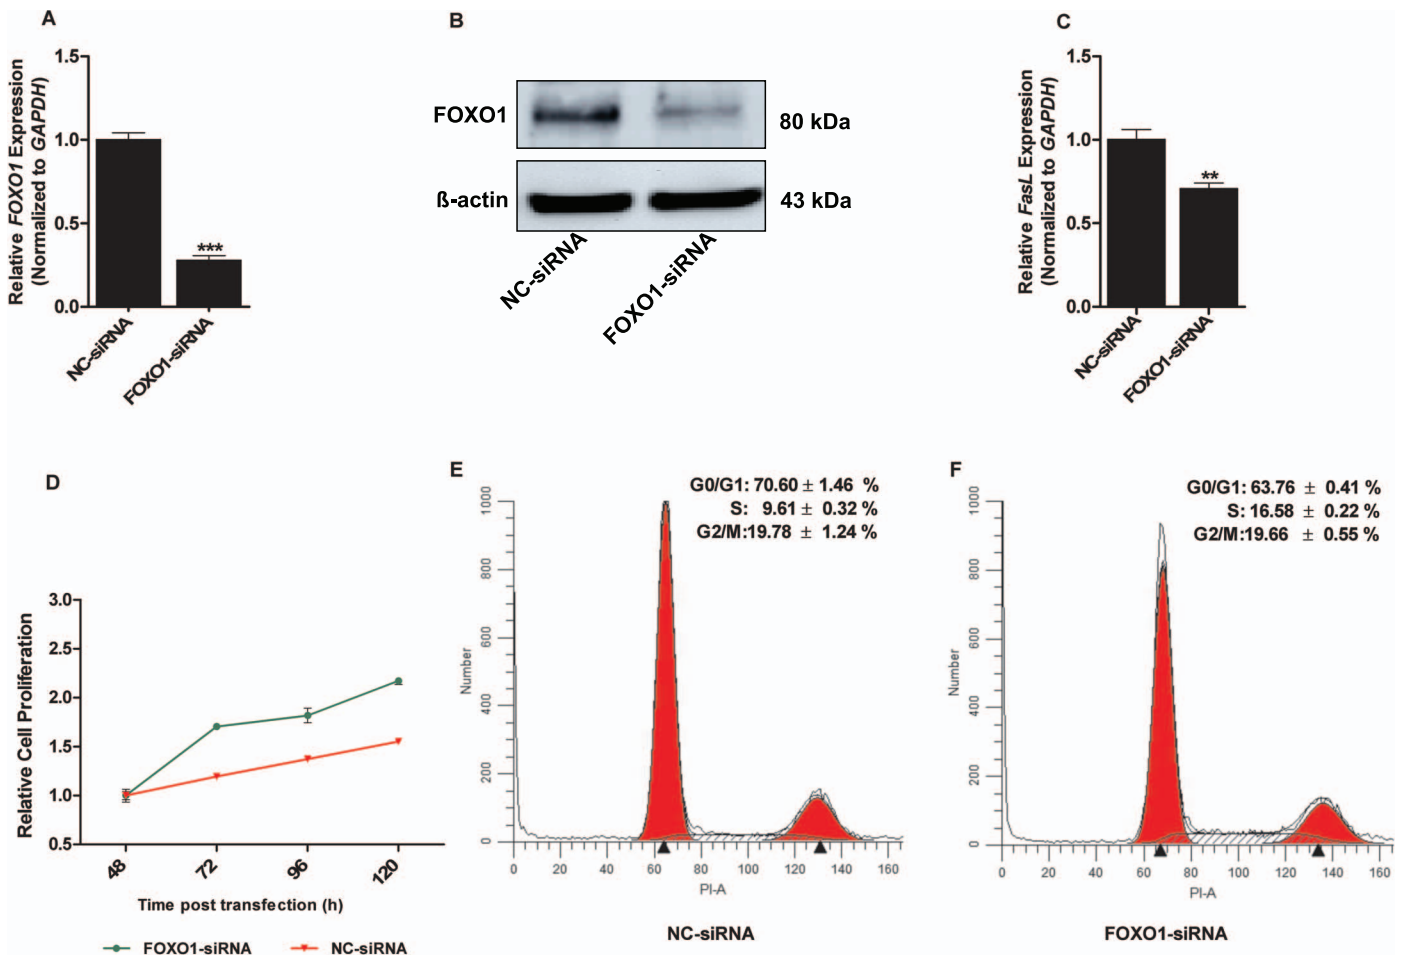 A
Relative FOXO1 Expression
(Normalized to GAPDH)
1.5
1.0
0.5
0.0
***
NC-siRNA
FOXO1-siRNA
B
FOXO1
80 kDa
ß-actin
43 kDa
NC-siRNA
FOXO1-siRNA
C
Relative FasL Expression
(Normalized to GAPDH)
1.5
1.0
0.5
0.0
**
NC-siRNA
FOXO1-siRNA
D
Relative Cell Proliferation
3.0
2.5
2.0
1.5
1.0
0.5
48 72 96 120
Time post transfection (h)
FOXO1-siRNA NC-siRNA
E
G0/G1: 70.60 ± 1.46 %
S: 9.61 ± 0.32 %
G2/M:19.78 ± 1.24 %
Number
1000
800
600
400
200
0
0 20 40 60 80 100 120 140 160
PI-A
NC-siRNA
F
G0/G1: 63.76 ± 0.41 %
S: 16.58 ± 0.22 %
G2/M:19.66 ± 0.55 %
Number
1000
800
600
400
200
0
0 20 40 60 80 100 120 140 160
PI-A
FOXO1-siRNA